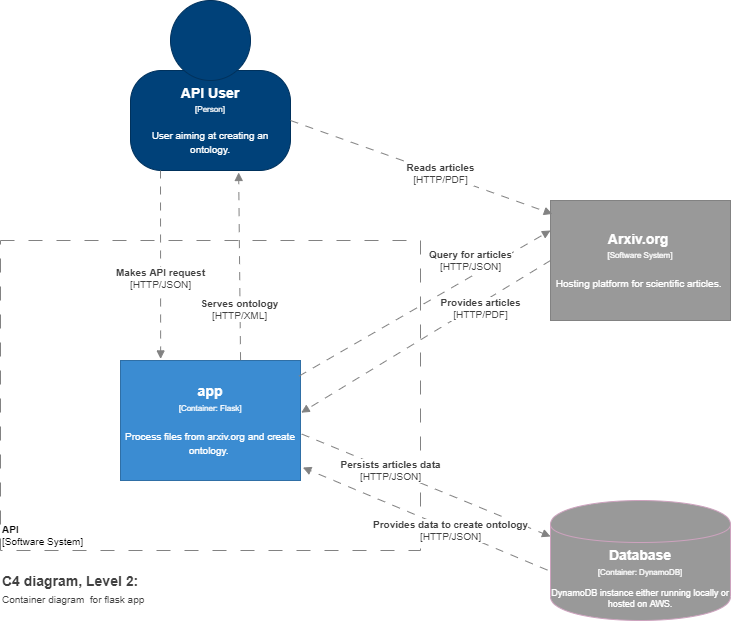 API User
[Person]
User aiming at creating an
ontology.
Reads articles
[HTTP/PDF]
Arxiv.org
[Software System]
Hosting platform for scientific articles.
Query for articles
[HTTP/JSON]
Makes API request
[HTTP/JSON]
Serves ontology
[HTTP/XML]
Provides articles
[HTTP/PDF]
app
[Container: Flask]
Process files from arxiv.org and create
ontology.
Persists articles data
[HTTP/JSON]
Provides data to create ontology
[HTTP/JSON]
API
[Software System]
Database
[Container: DynamoDB]
DynamoDB instance either running locally or
hosted on AWS.
C4 diagram, Level 2:
Container diagram for flask app